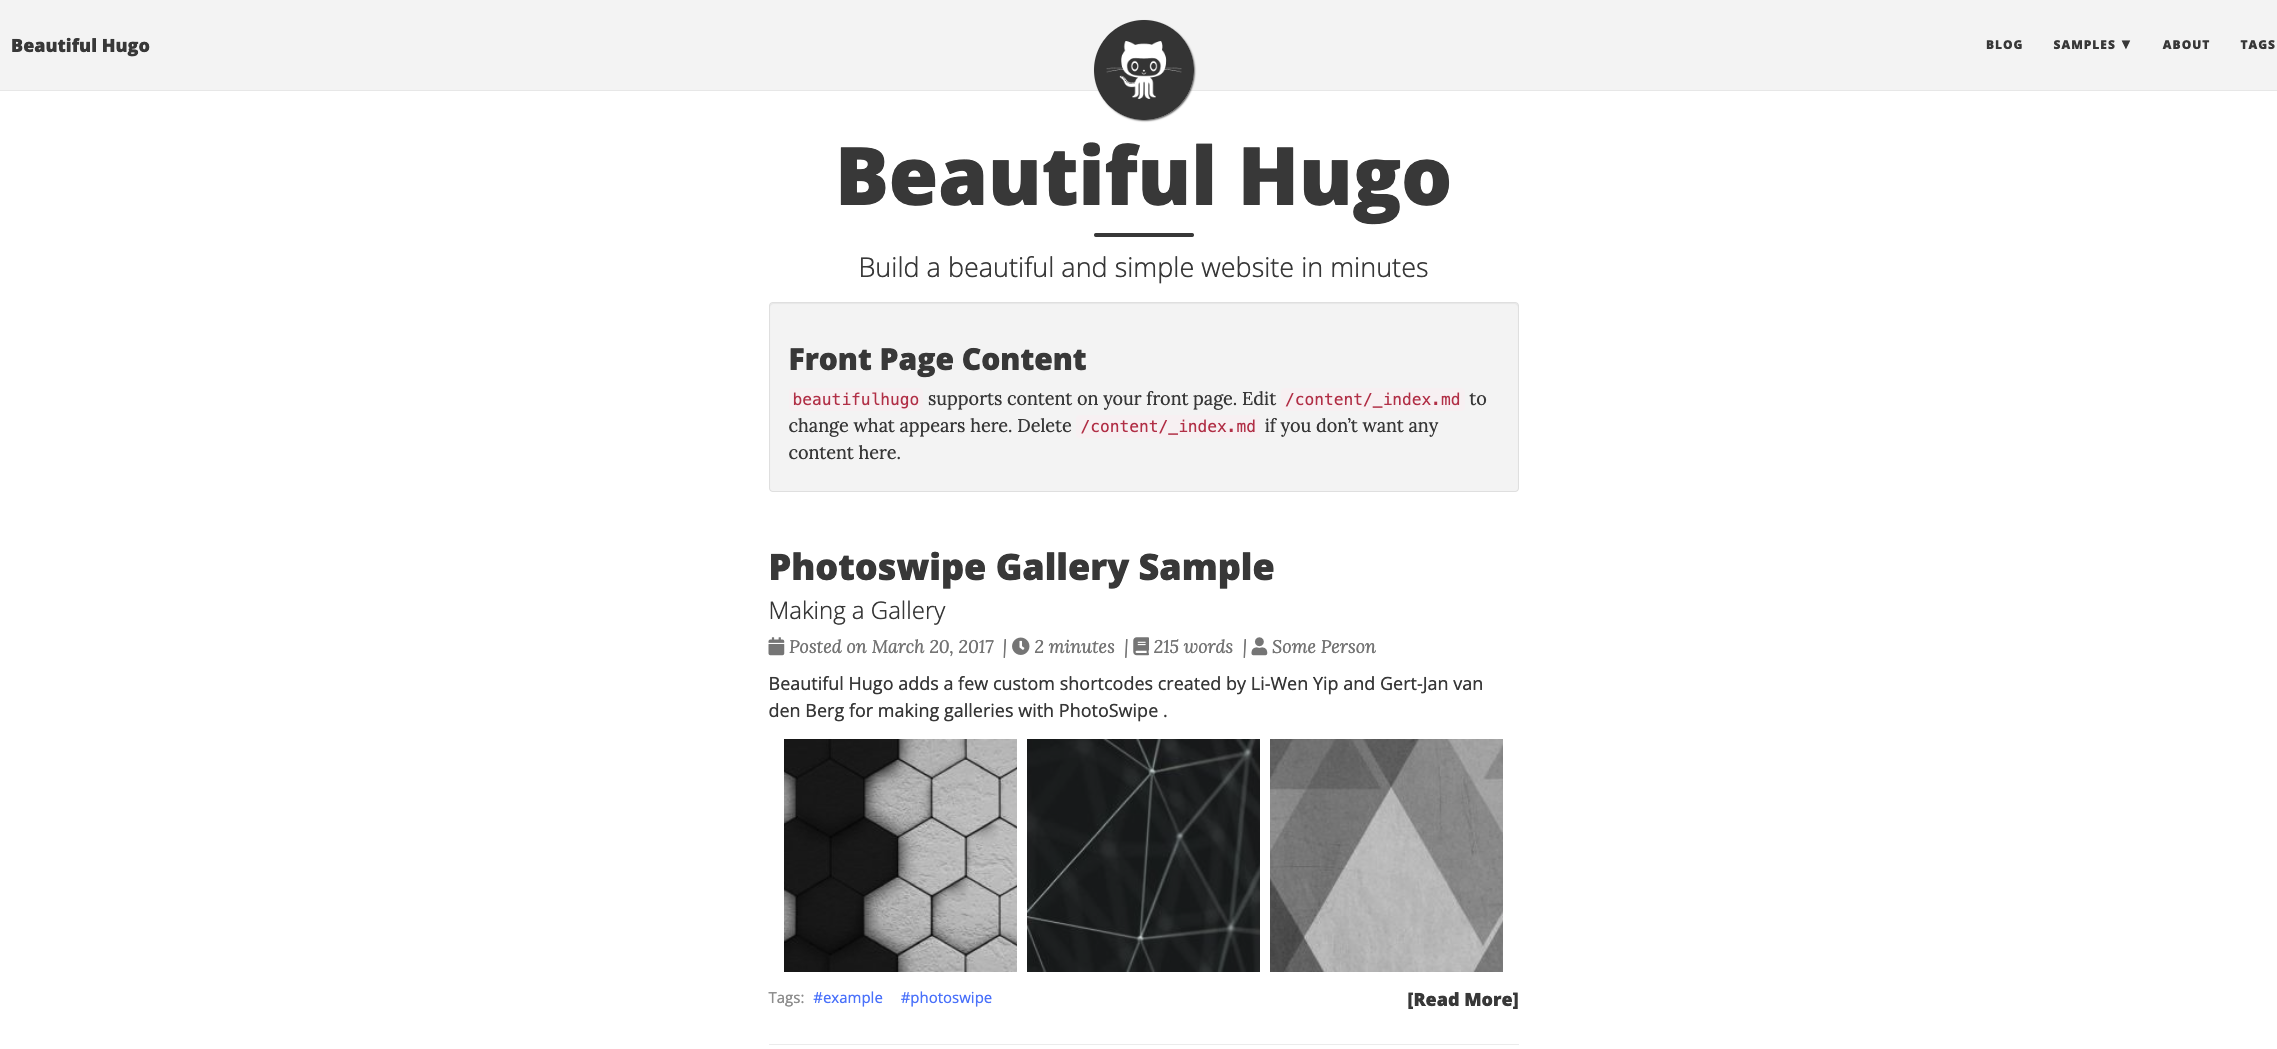 Beautiful Hugo
BLOG SAMPLES ▼ ABOUT TAGS
Beautiful Hugo
Build a beautiful and simple website in minutes
Front Page Content
beautifulhugo supports content on your front page. Edit /content/_index.md to
change what appears here. Delete /content/_index.md if you don’t want any
content here.
Photoswipe Gallery Sample
Making a Gallery
Posted on March 20, 2017 | 2 minutes | 215 words | Some Person
Beautiful Hugo adds a few custom shortcodes created by Li-Wen Yip and Gert-Jan van
den Berg for making galleries with PhotoSwipe .
Tags: #example #photoswipe [Read More]